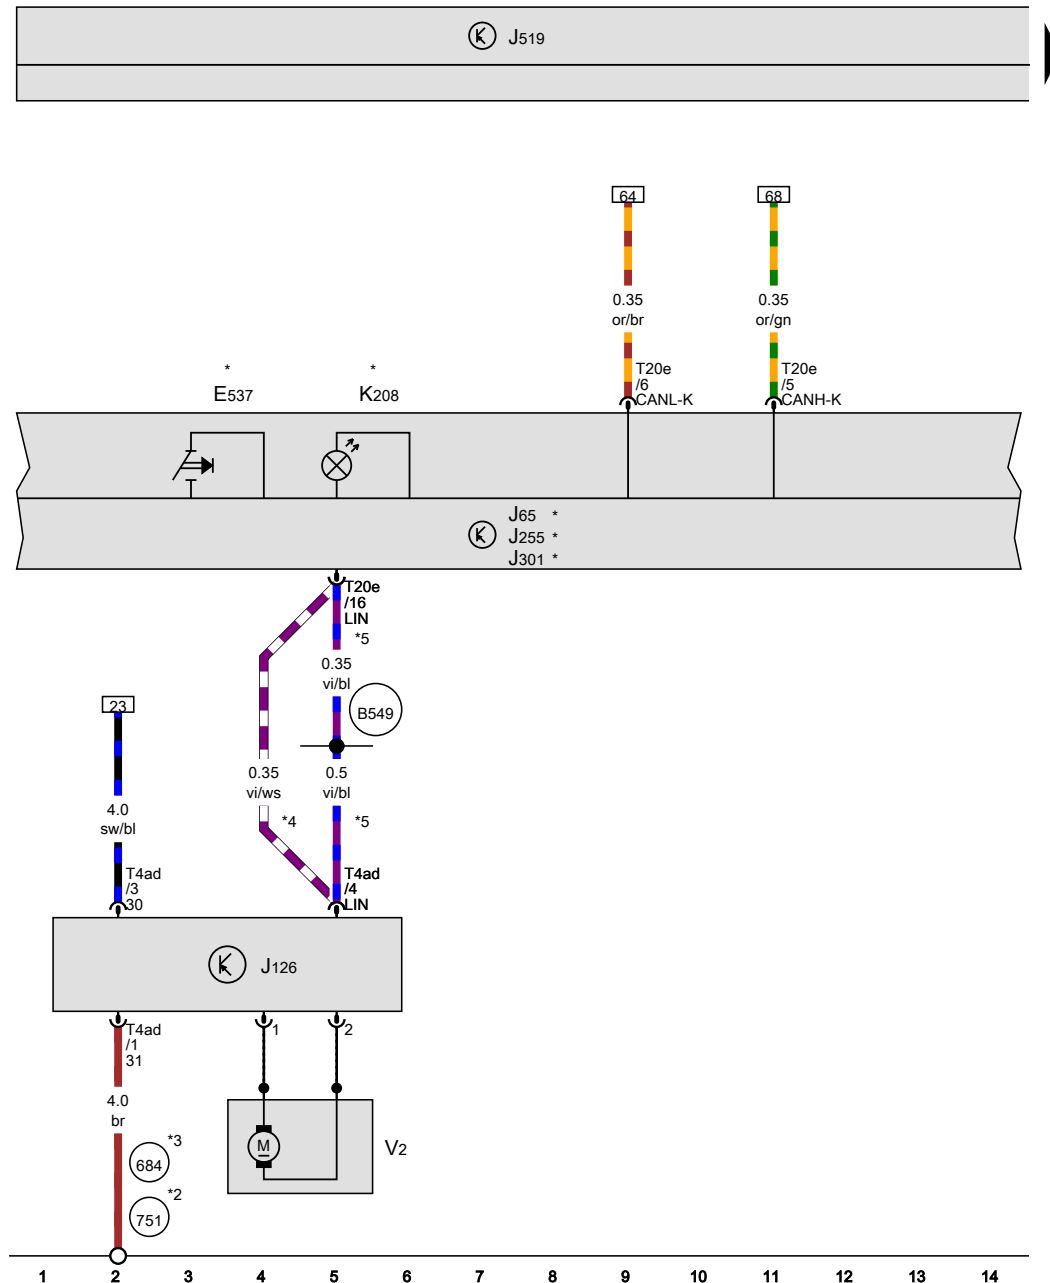 J519
64
68
0.35
or/br
0.35
or/gn
T20e
/6
CANL-K
T20e
/5
CANH-K
*
E537
*
K208
J65 *
J255 *
J301 *
T20e
/16
LIN
*5
0.35
vi/bl
B549
23
0.35
vi/ws
0.5
vi/bl
4.0
sw/bl
*4
*5
T4ad
/3
30
T4ad
/4
LIN
J126
T4ad
/1
31
1
2
4.0
br
*3
684
M
V2
*2
751
1 2 3 4 5 6 7 8 9 10 11 12 13 14